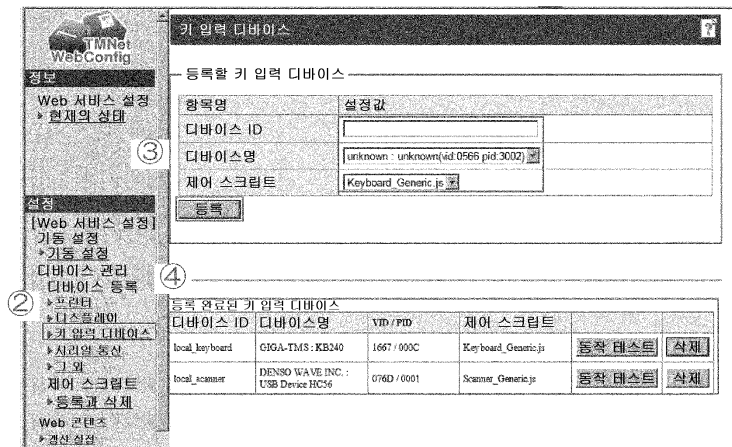 TMNet
WebConfig
정보
Web 서비스 설정
현재의 상태
설정
[Web 서비스 설정]
기동 설정
기동 설정
디바이스 관리
디바이스 등록
②
프린터
디스플레이
키 입력 디바이스
시리얼 통신
그 외
제어 스크립트
등록과 삭제
Web 콘텐츠
갱신 설정
키 입력 디바이스
?
등록할 키 입력 디바이스
항목명 설정값
디바이스 ID
③
디바이스명 unknown : unknown(vid:0566 pid:3002)
제어 스크립트 Keyboard_Generic.js
등록
④
등록 완료된 키 입력 디바이스
디바이스 ID 디바이스명 VID / PID 제어 스크립트
local_keyboard GIGA-TMS : KB240 1667 / 000C Keyboard_Generic.js 동작 테스트 삭제
local_scanner DENSO WAVE INC. : USB Device HC56 076D / 0001 Scanner_Generic.js 동작 테스트 삭제